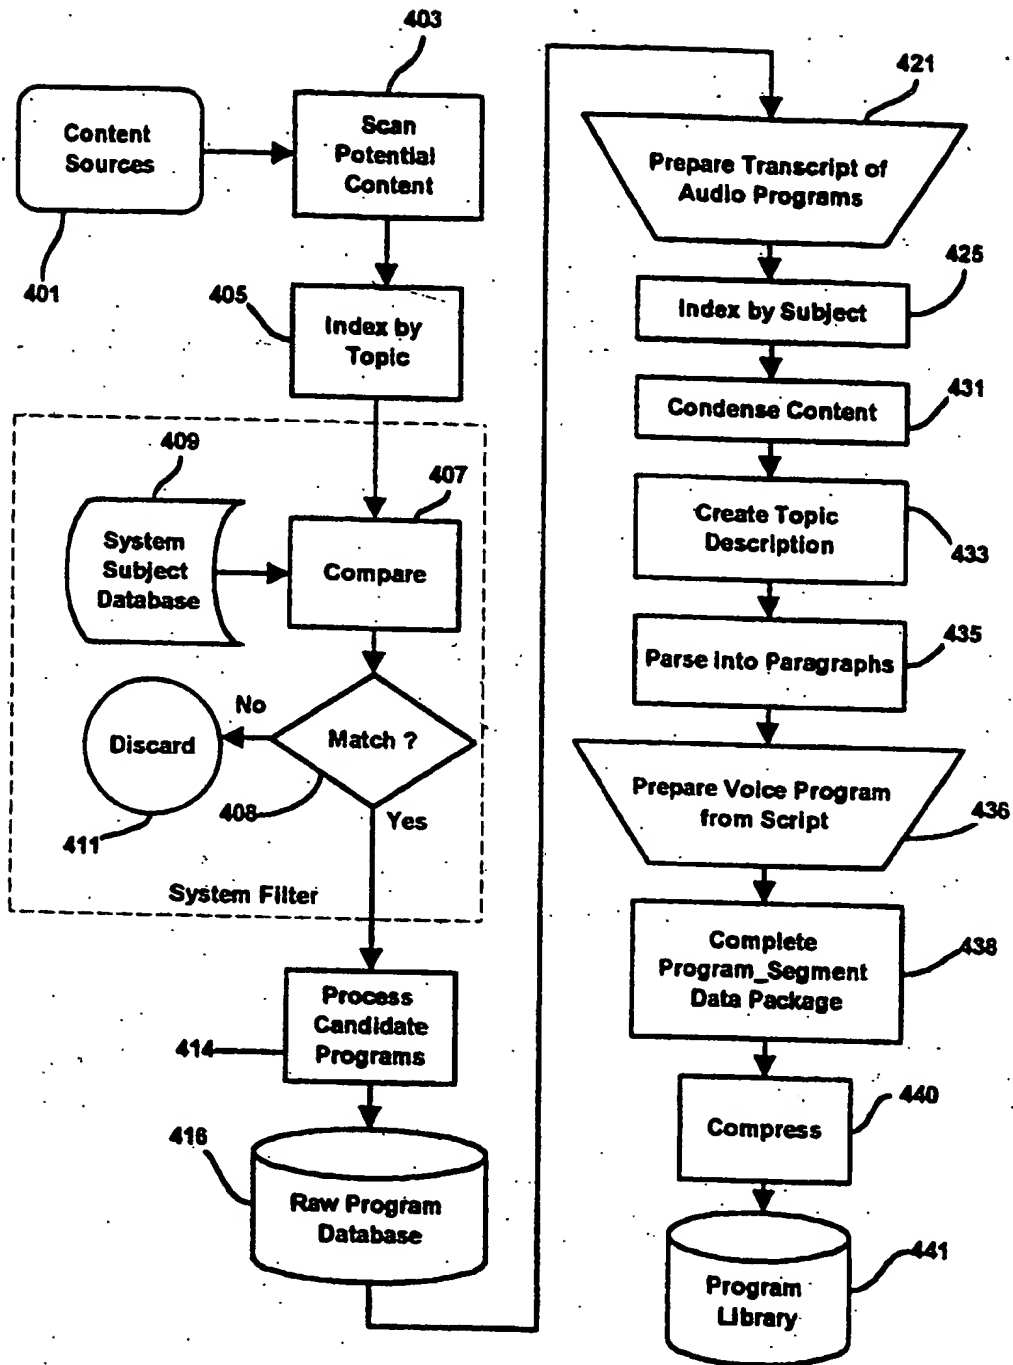 403
Content
Sources
401
Scan
Potential
Content
405
Index by
Topic
409
System
Subject
Database
407
Compare
No
Discard
411
Match ?
408
Yes
System Filter
Process
Candidate
Programs
414
416
Raw Program
Database
421
Prepare Transcript of
Audio Programs
425
Index by Subject
431
Condense Content
Create Topic
Description
433
435
Parse into Paragraphs
Prepare Voice Program
from Script
436
Complete
Program_Segment
Data Package
438
440
Compress
441
Program
Library